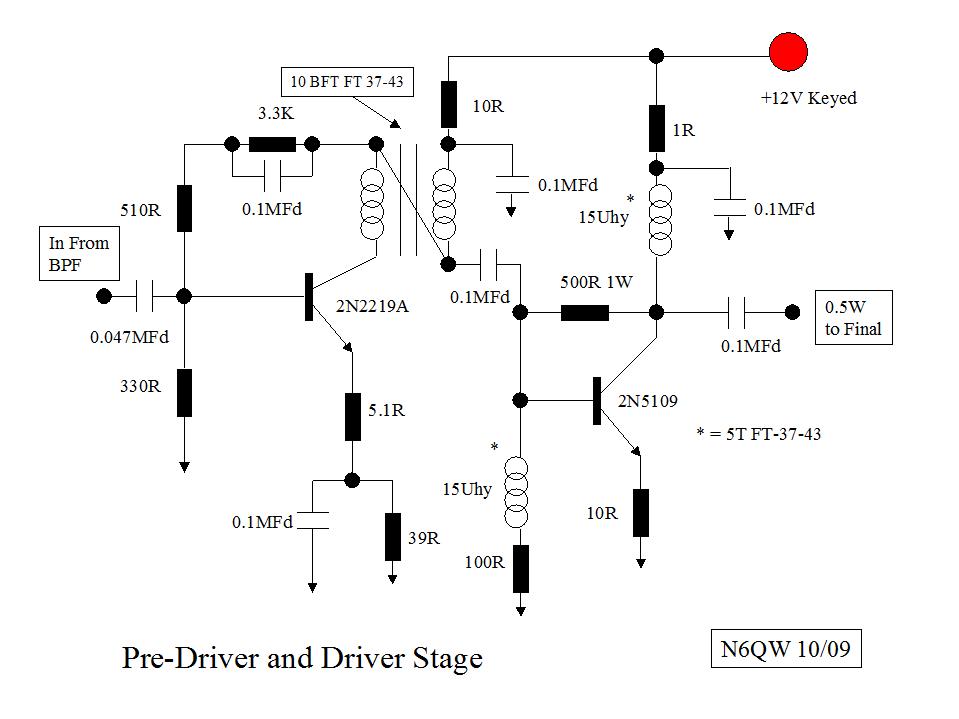 10 BFT FT 37-43
+12V Keyed
3.3K
10R
1R
0.1MFd
510R
0.1MFd
*
15Uhy
0.1MFd
In From
BPF
0.047MFd
2N2219A
0.1MFd
500R 1W
0.1MFd
0.5W
to Final
330R
5.1R
2N5109
* = 5T FT-37-43
*
15Uhy
0.1MFd
39R
100R
10R
Pre-Driver and Driver Stage
N6QW 10/09